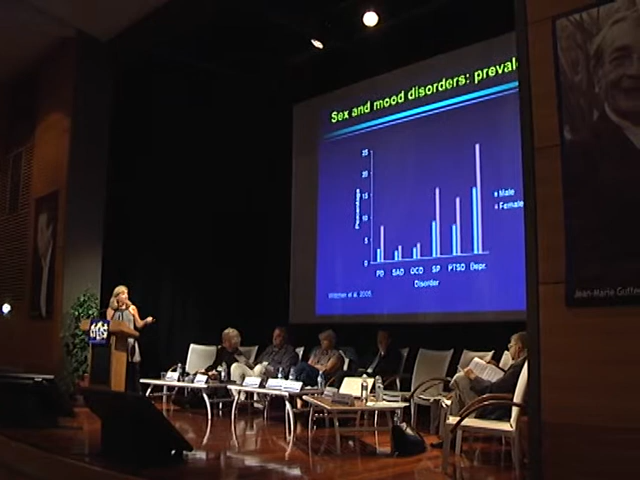 Sex and mood disorders: preval
25
20
15
10
5
0
Percentage
Male
Female
PD SAD OCD SP PTSD Depr.
Disorder
Wittchen et al. 2005
Jean-Marie Gutte